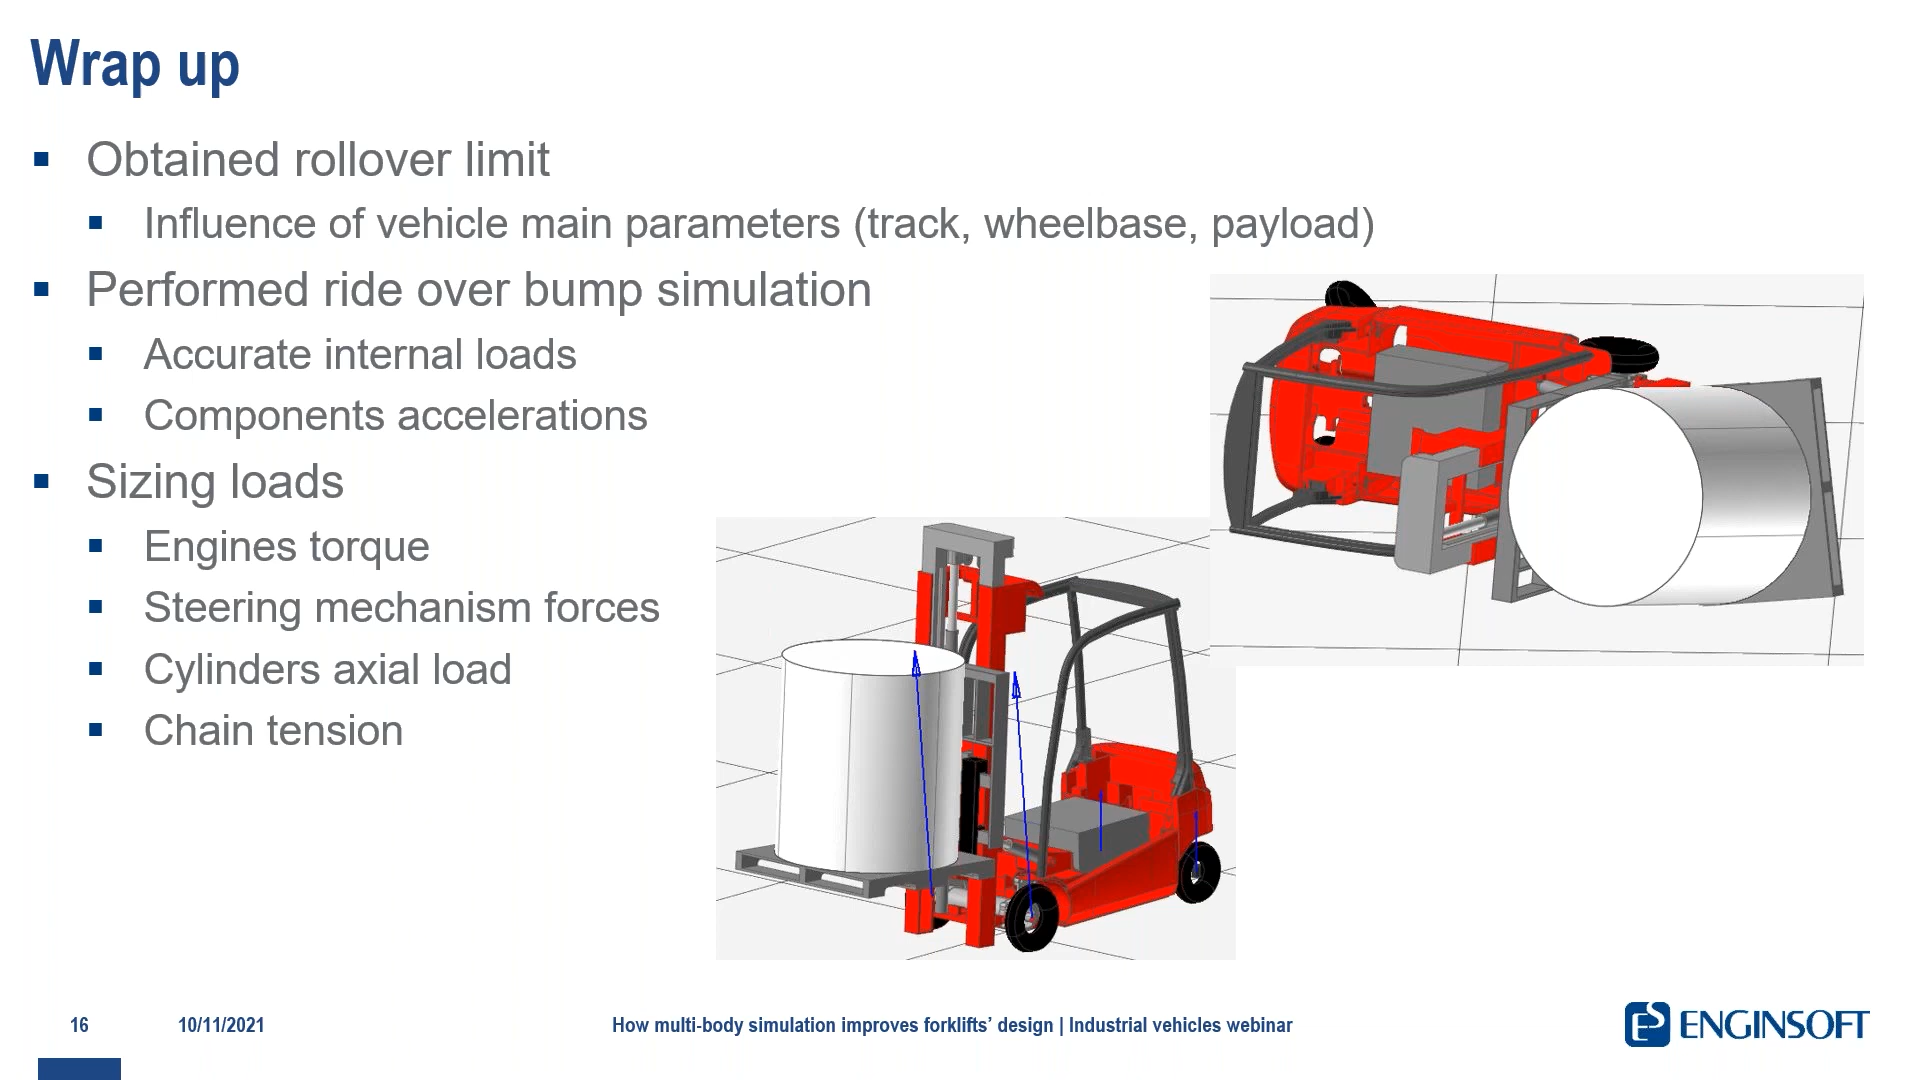 Wrap up
Obtained rollover limit
Influence of vehicle main parameters (track, wheelbase, payload)
Performed ride over bump simulation
Accurate internal loads
Components accelerations
Sizing loads
Engines torque
Steering mechanism forces
Cylinders axial load
Chain tension
16
10/11/2021
How multi-body simulation improves forklifts’ design | Industrial vehicles webinar
ENGINSOFT